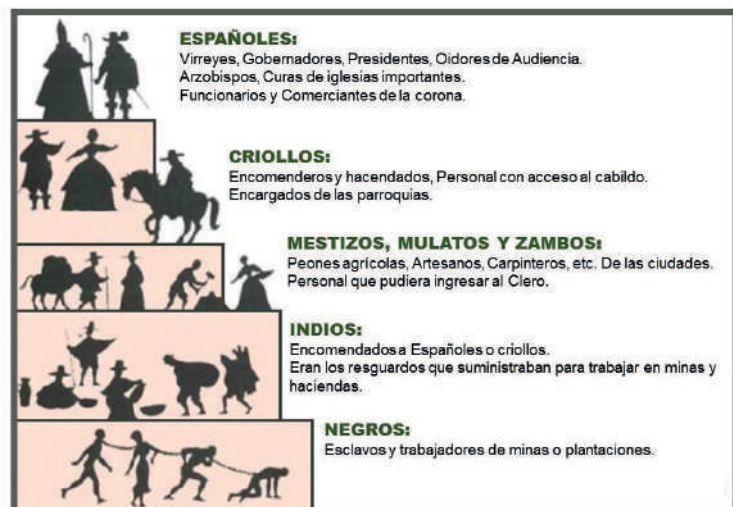 ESPAÑOLES:
Virreyes, Gobernadores, Presidentes, Oidores de Audiencia.
Arzobispos, Curas de iglesias importantes.
Funcionarios y Comerciantes de la corona.
CRIOLLOS:
Encomenderos y hacendados, Personal con acceso al cabildo.
Encargados de las parroquias.
MESTIZOS, MULATOS Y ZAMBOS:
Peones agrícolas, Artesanos, Carpinteros, etc. De las ciudades.
Personal que pudiera ingresar al Clero.
INDIOS:
Encomendados a Españoles o criollos.
Eran los resguardos que suministraban para trabajar en minas y
haciendas.
NEGROS:
Esclavos y trabajadores de minas o plantaciones.